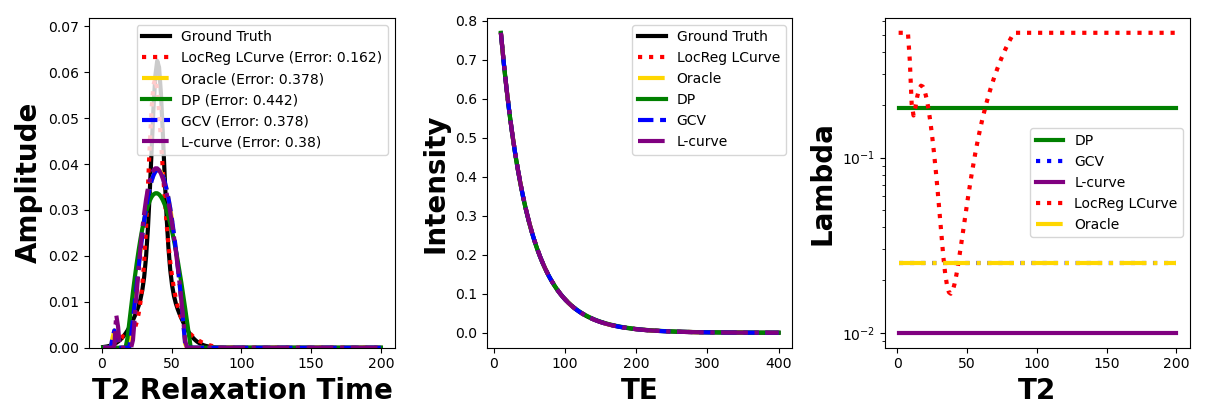 Amplitude
0.07
0.06
0.05
0.04
0.03
0.02
0.01
0.00
0
50
100
150
200
T2 Relaxation Time
Ground Truth
LocReg LCurve (Error: 0.162)
Oracle (Error: 0.378)
DP (Error: 0.442)
GCV (Error: 0.378)
L-curve (Error: 0.38)
Intensity
0.8
0.7
0.6
0.5
0.4
0.3
0.2
0.1
0.0
0
100
200
300
400
TE
Ground Truth
LocReg LCurve
Oracle
DP
GCV
L-curve
Lambda
10⁻¹
10⁻²
0
50
100
150
200
T2
DP
GCV
L-curve
LocReg LCurve
Oracle